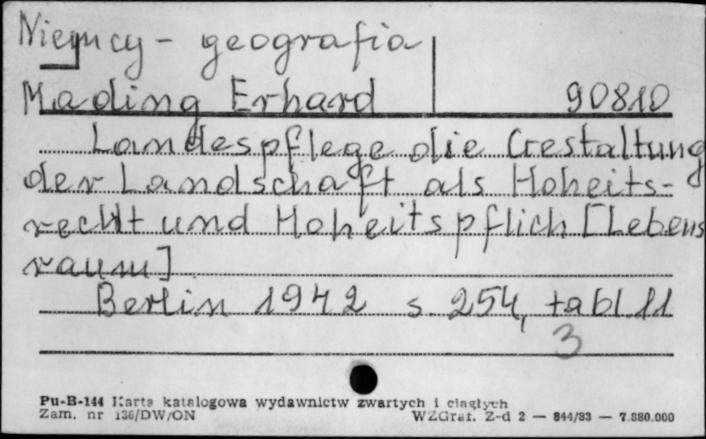 Niemcy - geografia
Mading Erhard 90810
Landespflege die Gestaltung
der Landschaft als Hoheits-
recht und Hoheitspflich [Lebens
raum]
Berlin 1942 s. 254, tabl. 11
3
Pu-B-144 Karta katalogowa wydawnictw zwartych i ciągłych
Zam. nr 136/DW/ON WZGraf. Z-d 2 — 844/83 — 7.880.000